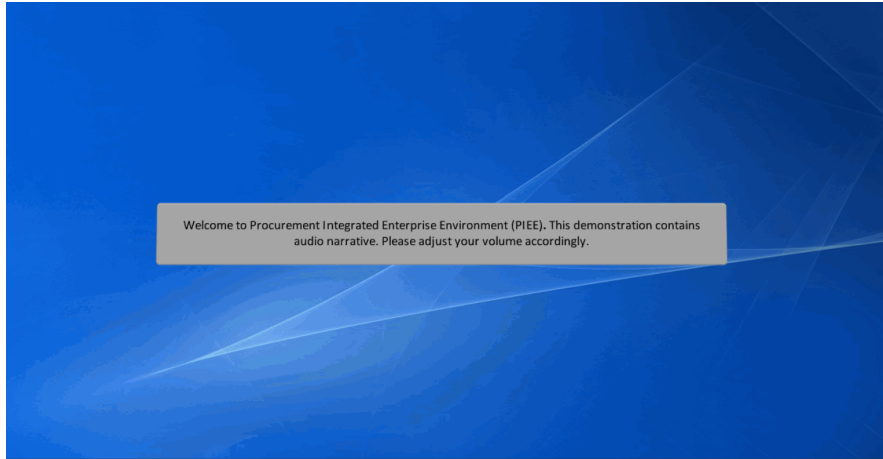 Welcome to Procurement Integrated Enterprise Environment (PIEE). This demonstration contains
audio narrative. Please adjust your volume accordingly.